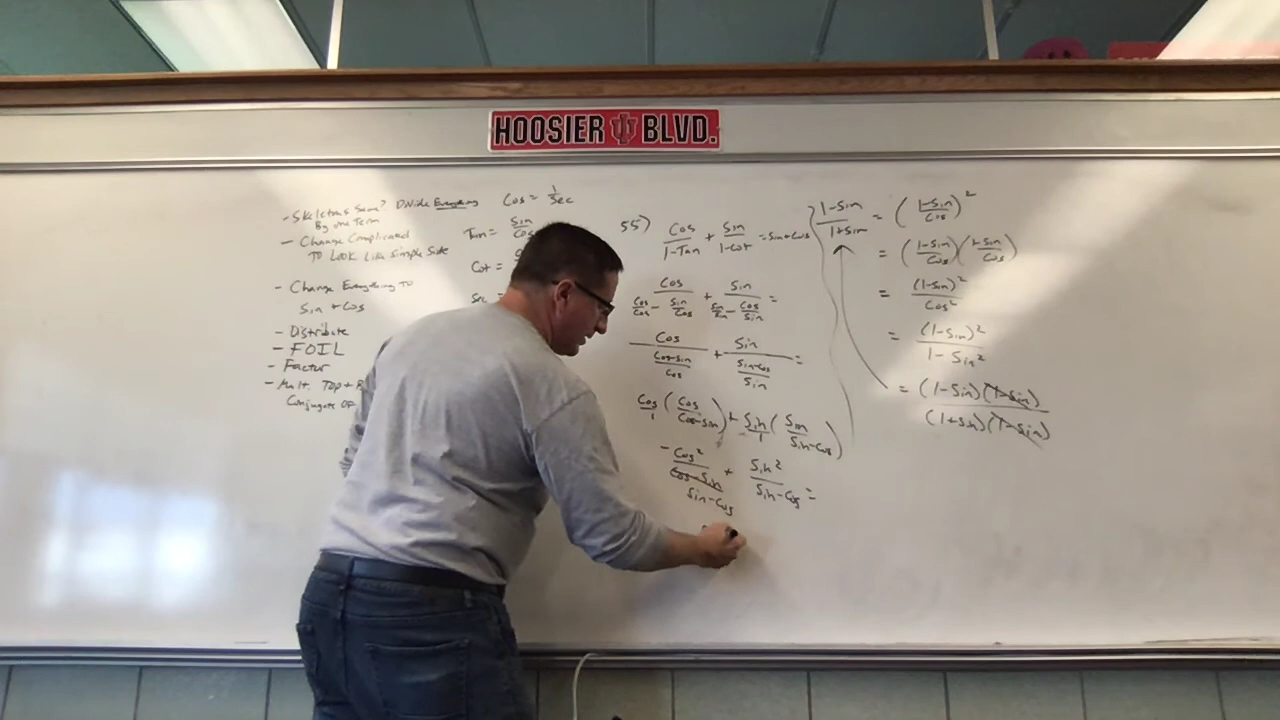 HOOSIER BLVD.
- Skeletons Same? Divide Everything
By one Term
- Change Complicated
To Look Like Simple Side
- Change Everything To
Sin + Cos
- Distribute
- FOIL
- Factor
- Mult. Top +
Conjugate OF
Cos = 1/Sec
Tan = Sin/Cos
Cot =
55) Cos/1-Tan + Sin/1-Cot = Sin + Cos
Cos/(Cos/Cos - Sin/Cos) + Sin/(Sin/Sin - Cos/Sin) =
Cos/((Cos-Sin)/Cos) + Sin/((Sin-Cos)/Sin) =
Cos/1 (Cos/Cos-Sin) + Sin/1 (Sin/Sin-Cos)
- Cos²/Cos-Sin + Sin²/Sin-Cos =
Sin-Cos
1-Sin/1+Sin = (1-Sin/Cos)²
= (1-Sin/Cos)(1-Sin/Cos)
= (1-Sin)²/Cos²
= (1-Sin)²/1-Sin²
= (1-Sin)(1-Sin)/(1+Sin)(1-Sin)